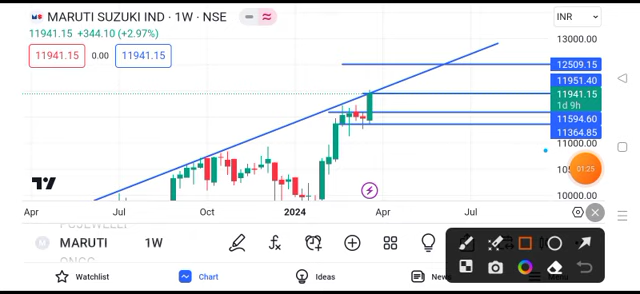 MARUTI SUZUKI IND · 1W · NSE
INR
11941.15 +344.10 (+2.97%)
11941.15 0.00 11941.15
13000.00
12509.15
11951.40
11941.15
1d 9h
11594.60
11364.85
11000.00
01:25
10000.00
Apr Jul Oct 2024 Apr Jul
MARUTI 1W
Watchlist Chart Ideas News